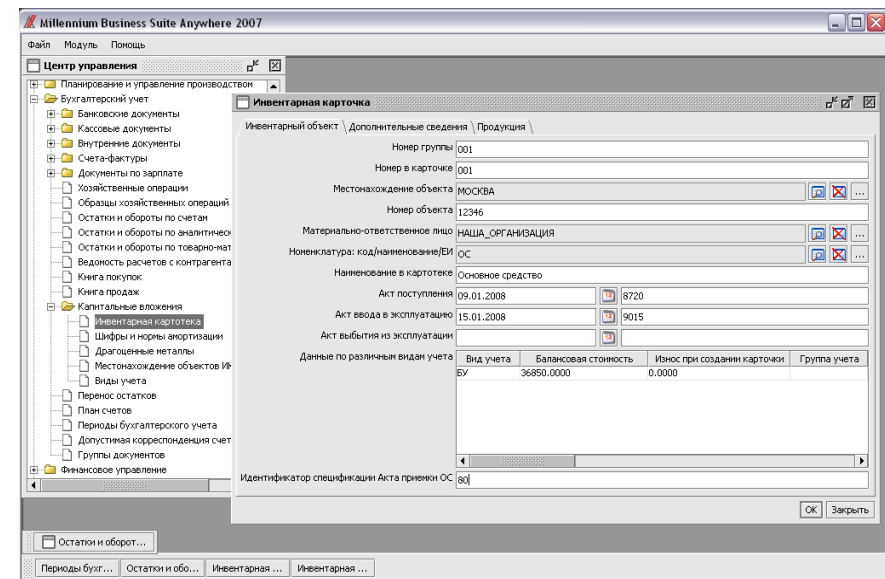 Millennium Business Suite Anywhere 2007
Файл Модуль Помощь
Центр управления
Планирование и управление производством
Бухгалтерский учет
Банковские документы
Кассовые документы
Внутренние документы
Счета-фактуры
Документы по зарплате
Хозяйственные операции
Образцы хозяйственных операций
Остатки и обороты по счетам
Остатки и обороты по аналитическ
Остатки и обороты по товарно-мат
Ведомость расчетов с контрагента
Книга покупок
Книга продаж
Капитальные вложения
Инвентарная картотека
Шифры и нормы амортизации
Драгоценные металлы
Местонахождение объектов ИН
Виды учета
Перенос остатков
План счетов
Периоды бухгалтерского учета
Допустимая корреспонденция счет
Группы документов
Финансовое управление
Инвентарная карточка
Инвентарный объект Дополнительные сведения Продукция
Номер группы 001
Номер в карточке 001
Местонахождение объекта МОСКВА ...
Номер объекта 12346
Материально-ответственное лицо НАША_ОРГАНИЗАЦИЯ ...
Номенклатура: код/наименование/ЕИ ОС ...
Наименование в картотеке Основное средство
Акт поступления 09.01.2008 12 8720
Акт ввода в эксплуатацию 15.01.2008 12 9015
Акт выбытия из эксплуатации 12
Данные по различным видам учета Вид учета Балансовая стоимость Износ при создании карточки Группа учета
БУ 36850.0000 0.0000
Идентификатор спецификации Акта приемки ОС 80
ОК Закрыть
Остатки и оборот...
Периоды бухг... Остатки и обо... Инвентарная ... Инвентарная ...